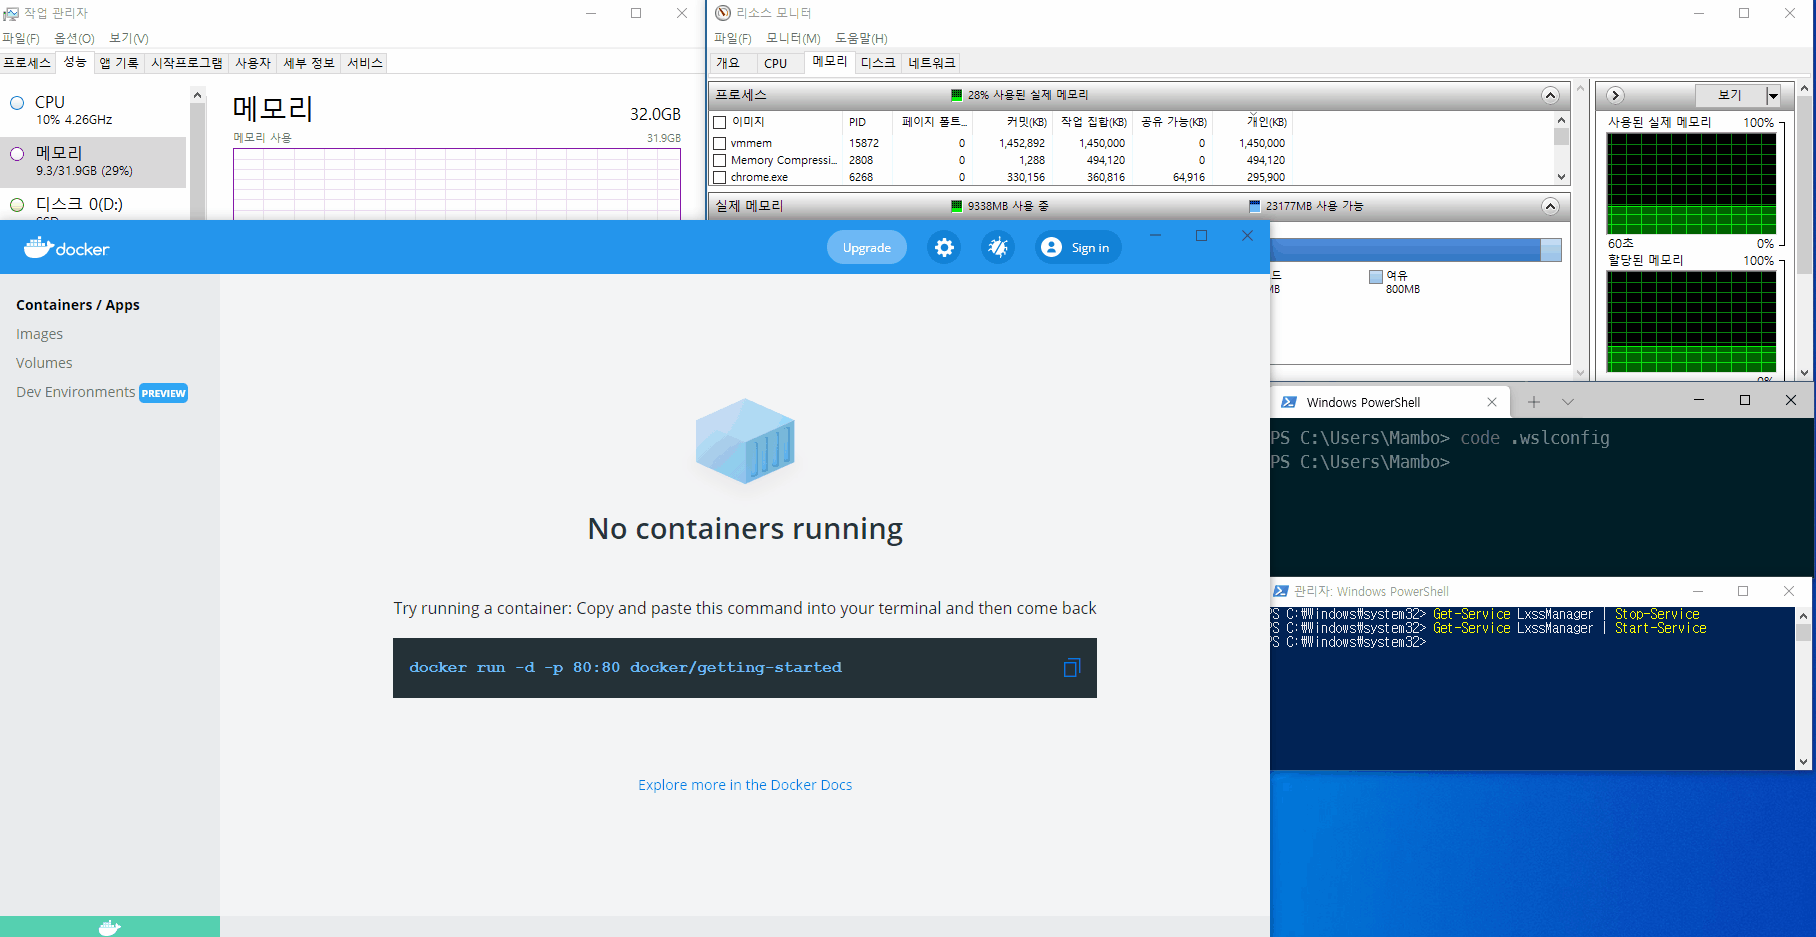 작업 관리자
파일(F) 옵션(O) 보기(V)
프로세스 성능 앱 기록 시작프로그램 사용자 세부 정보 서비스
CPU
10% 4.26GHz
메모리
9.3/31.9GB (29%)
디스크 0(D:)
메모리 32.0GB
메모리 사용 31.9GB
리소스 모니터
파일(F) 모니터(M) 도움말(H)
개요 CPU 메모리 디스크 네트워크
프로세스 28% 사용된 실제 메모리
이미지 PID 페이지 폴트... 커밋(KB) 작업 집합(KB) 공유 가능(KB) 개인(KB)
vmmem 15872 0 1,452,892 1,450,000 0 1,450,000
Memory Compressi... 2808 0 1,288 494,120 0 494,120
chrome.exe 6268 0 330,156 360,816 64,916 295,900
실제 메모리 9338MB 사용 중 23177MB 사용 가능
드
MB
여유
800MB
보기
사용된 실제 메모리 100%
60초 0%
할당된 메모리 100%
0%
docker
Upgrade
Sign in
Containers / Apps
Images
Volumes
Dev Environments PREVIEW
No containers running
Try running a container: Copy and paste this command into your terminal and then come back
docker run -d -p 80:80 docker/getting-started
Explore more in the Docker Docs
Windows PowerShell
PS C:\Users\Mambo> code .wslconfig
PS C:\Users\Mambo>
관리자: Windows PowerShell
PS C:₩Windows₩system32> Get-Service LxssManager | Stop-Service
PS C:₩Windows₩system32> Get-Service LxssManager | Start-Service
PS C:₩Windows₩system32>